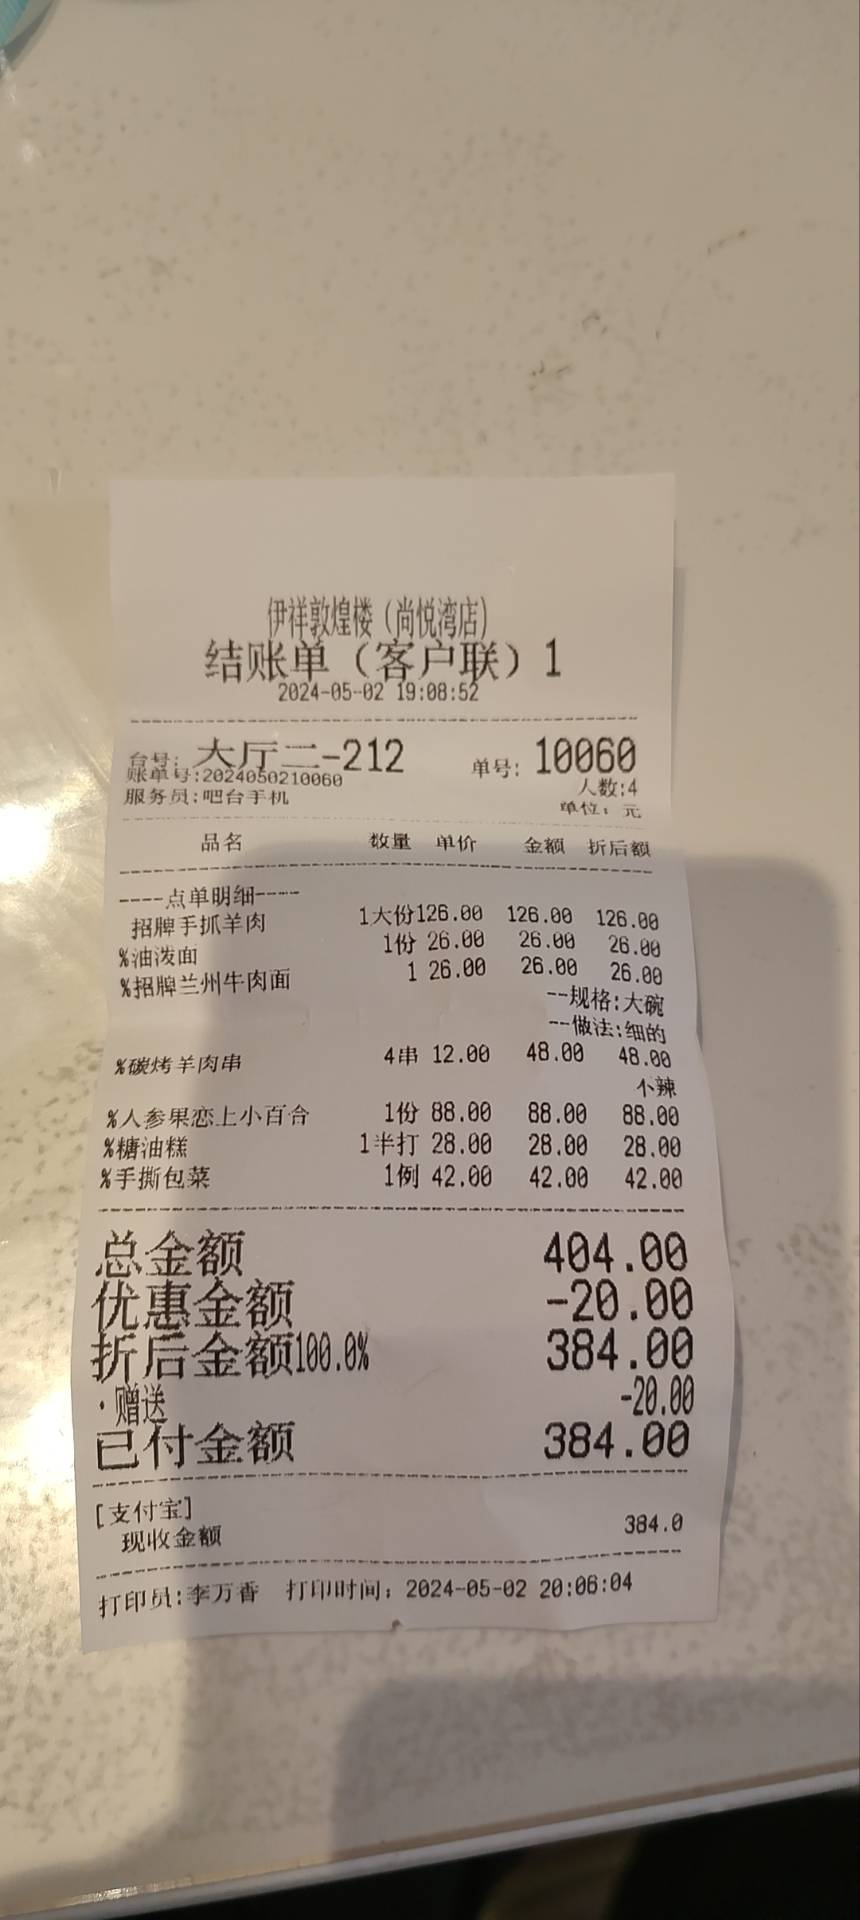 伊祥敦煌楼（尚悦湾店）
结账单（客户联）1
2024-05-02 19:08:52
台号: 大厅二-212 单号: 10060
账单号:2024050210060 人数:4
服务员:吧台手机 单位: 元
品名 数量 单价 金额 折后额
----点单明细----
招牌手抓羊肉 1大份126.00 126.00 126.00
%油泼面 1份 26.00 26.00 26.00
%招牌兰州牛肉面 1 26.00 26.00 26.00
--规格:大碗
--做法:细的
%碳烤羊肉串 4串 12.00 48.00 48.00
不辣
%人参果恋上小百合 1份 88.00 88.00 88.00
%糖油糕 1半打 28.00 28.00 28.00
%手撕包菜 1例 42.00 42.00 42.00
总金额 404.00
优惠金额 -20.00
折后金额100.0% 384.00
·赠送 -20.00
已付金额 384.00
[支付宝]
现收金额 384.0
打印员:李万香 打印时间: 2024-05-02 20:06:04